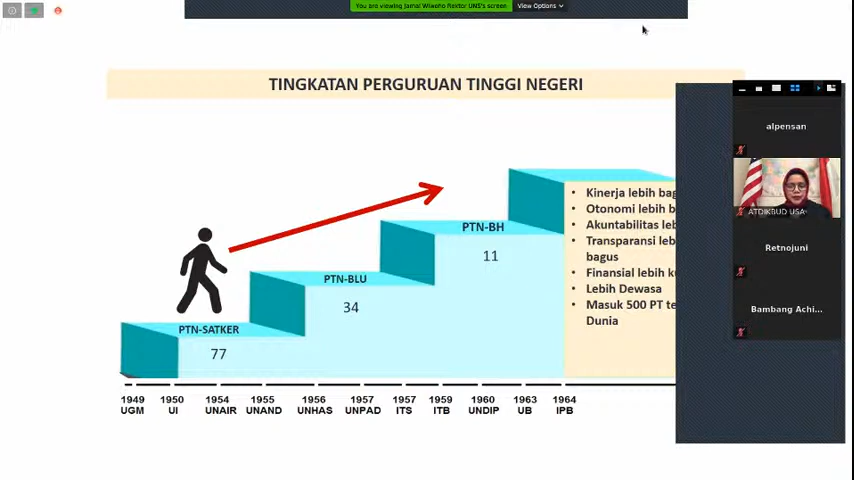 You are viewing Jamal Wiwoho Rektor UNS's screen
View Options
TINGKATAN PERGURUAN TINGGI NEGERI
alpensan
ATDIKBUD USA
Retnojuni
Bambang Achi...
PTN-BH
11
PTN-BLU
34
PTN-SATKER
77
• Kinerja lebih bag
• Otonomi lebih b
• Akuntabilitas leb
• Transparansi leb
bagus
• Finansial lebih ku
• Lebih Dewasa
• Masuk 500 PT te
Dunia
1949 1950 1954 1955 1956 1957 1957 1959 1960 1963 1964
UGM UI UNAIR UNAND UNHAS UNPAD ITS ITB UNDIP UB IPB